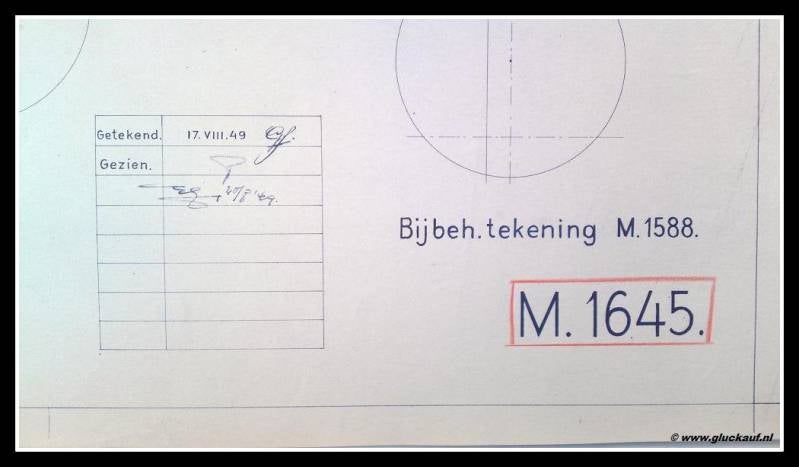 Getekend. 17.VIII.49
Gezien.
Bijbeh. tekening M.1588.
M.1645.
© www.gluckauf.nl